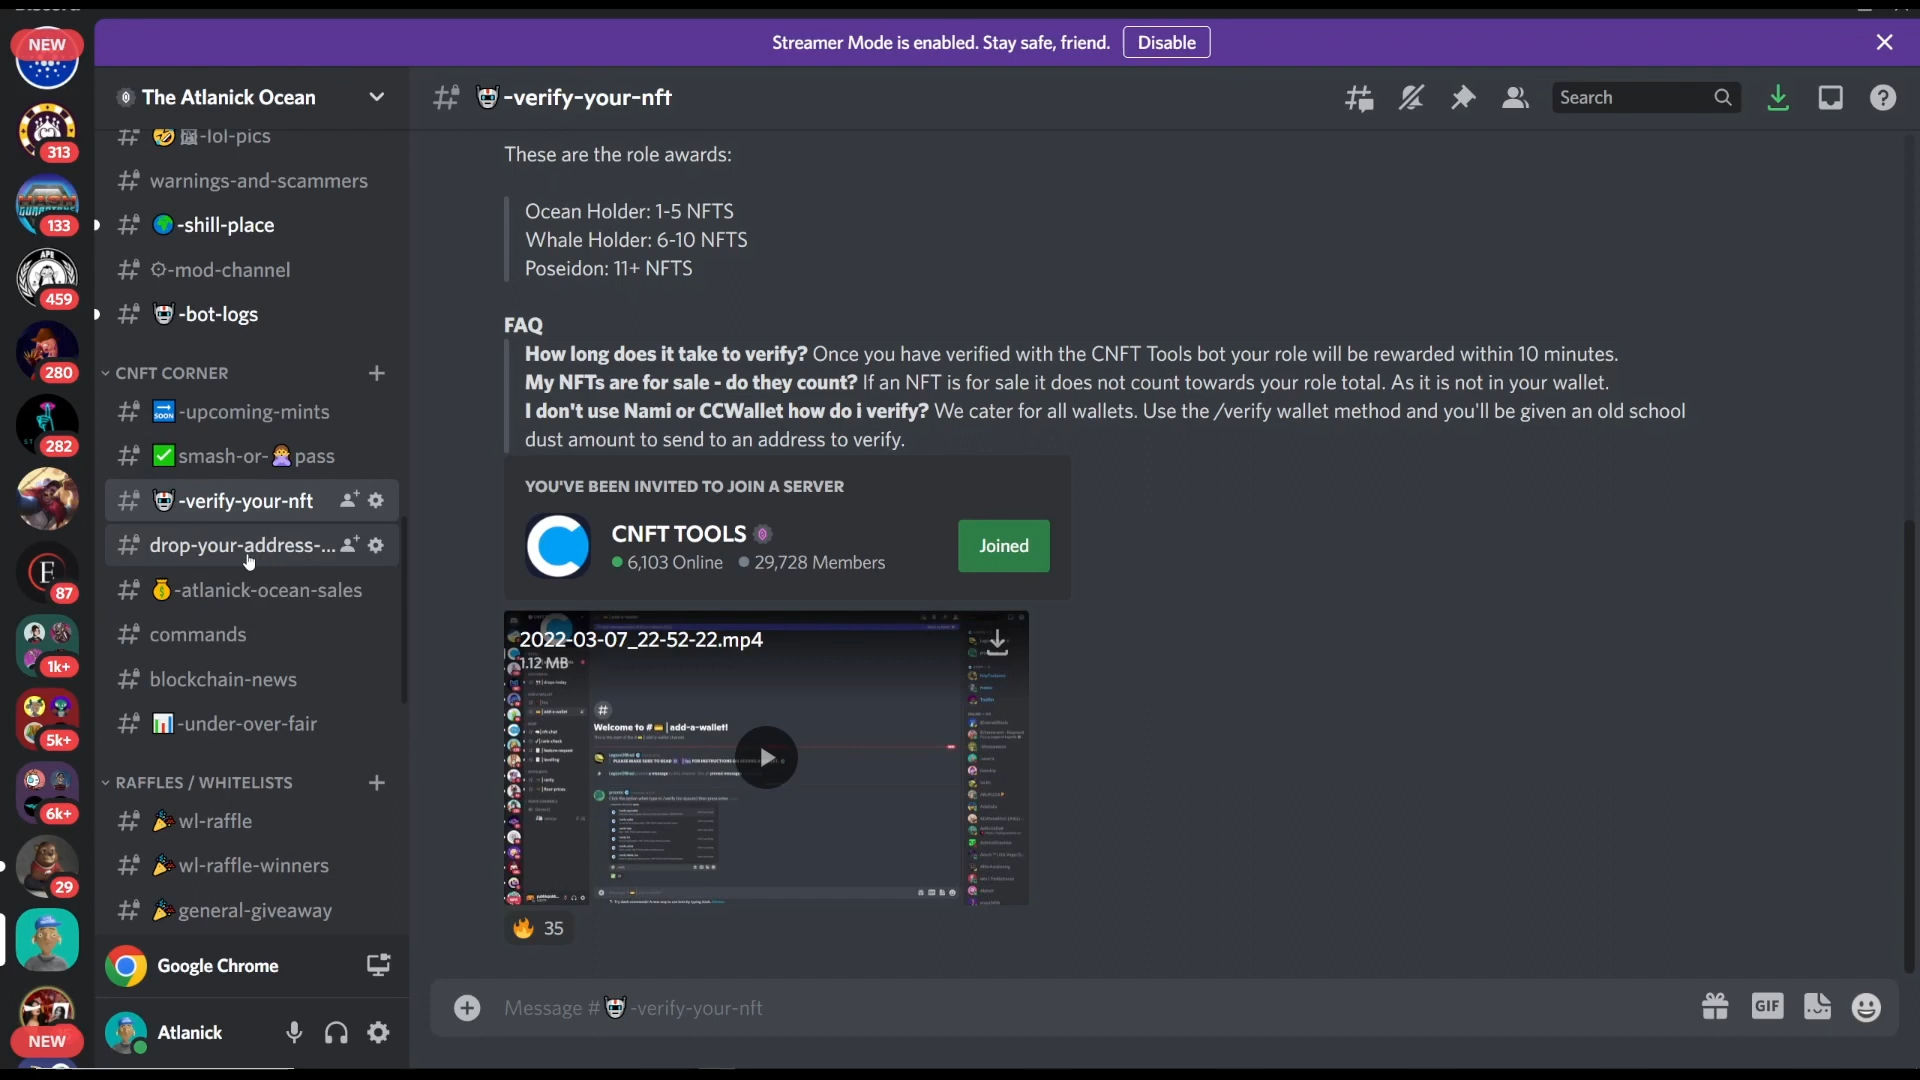 Streamer Mode is enabled. Stay safe, friend. Disable
NEW
313
133
APE
459
280
282
F
87
1k+
5k+
6k+
29
NEW
The Atlanick Ocean
-lol-pics
warnings-and-scammers
-shill-place
-mod-channel
-bot-logs
CNFT CORNER
SOON -upcoming-mints
smash-or- pass
-verify-your-nft
drop-your-address-...
-atlanick-ocean-sales
commands
blockchain-news
-under-over-fair
RAFFLES / WHITELISTS
wl-raffle
wl-raffle-winners
general-giveaway
Google Chrome
Atlanick
# -verify-your-nft
Search
These are the role awards:
Ocean Holder: 1-5 NFTS
Whale Holder: 6-10 NFTS
Poseidon: 11+ NFTS
FAQ
How long does it take to verify? Once you have verified with the CNFT Tools bot your role will be rewarded within 10 minutes.
My NFTs are for sale - do they count? If an NFT is for sale it does not count towards your role total. As it is not in your wallet.
I don't use Nami or CCWallet how do i verify? We cater for all wallets. Use the /verify wallet method and you'll be given an old school
dust amount to send to an address to verify.
YOU'VE BEEN INVITED TO JOIN A SERVER
CNFT TOOLS
6,103 Online 29,728 Members
Joined
2022-03-07_22-52-22.mp4
1.12 MB
Welcome to # | add-a-wallet!
35
Message # -verify-your-nft
GIF